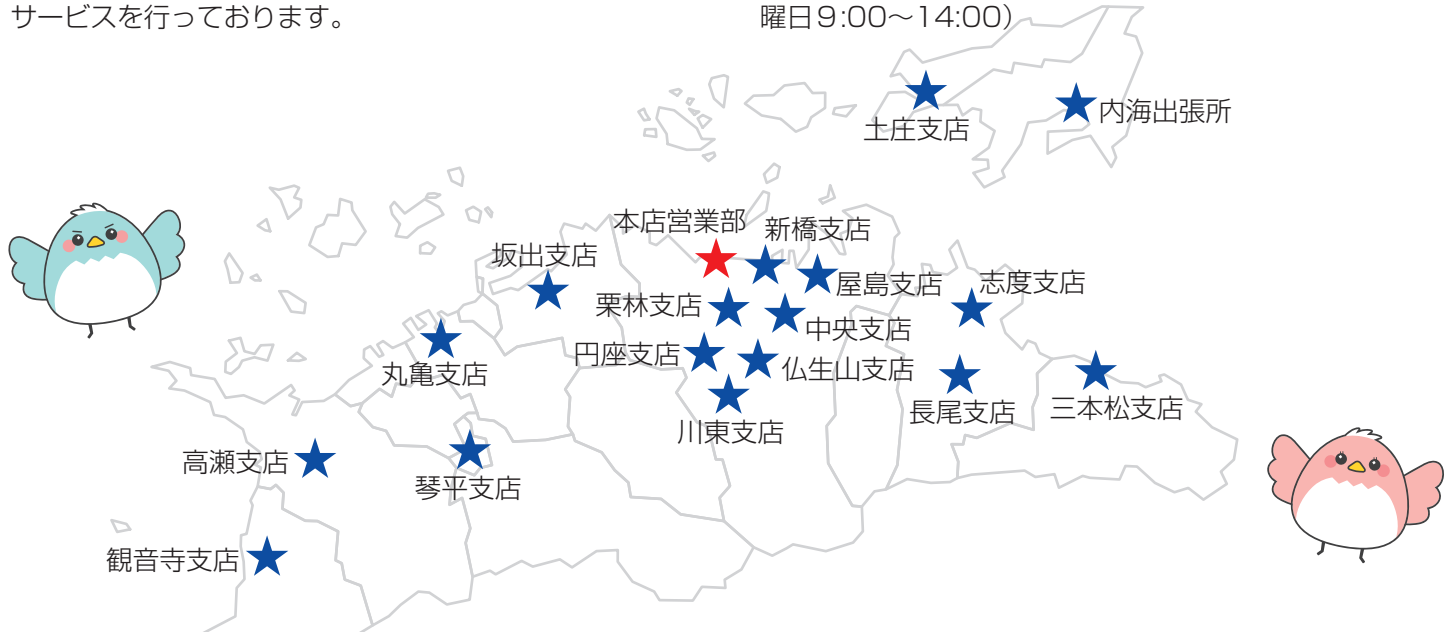 サービスを行っております。
曜日9:00～14:00）
土庄支店
内海出張所
本店営業部
新橋支店
坂出支店
屋島支店
志度支店
栗林支店
中央支店
円座支店
仏生山支店
丸亀支店
長尾支店
三本松支店
川東支店
高瀬支店
琴平支店
観音寺支店